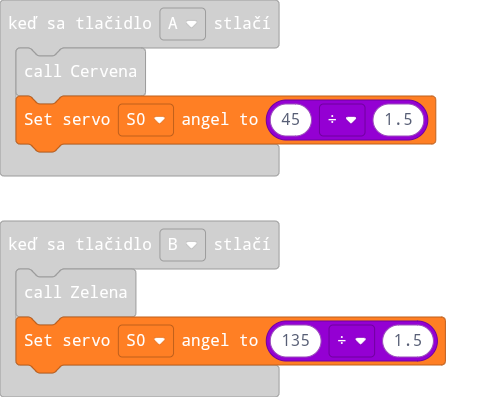 keď sa tlačidlo A stlačí
call Cervena
Set servo S0 angel to 45 ÷ 1.5
keď sa tlačidlo B stlačí
call Zelena
Set servo S0 angel to 135 ÷ 1.5